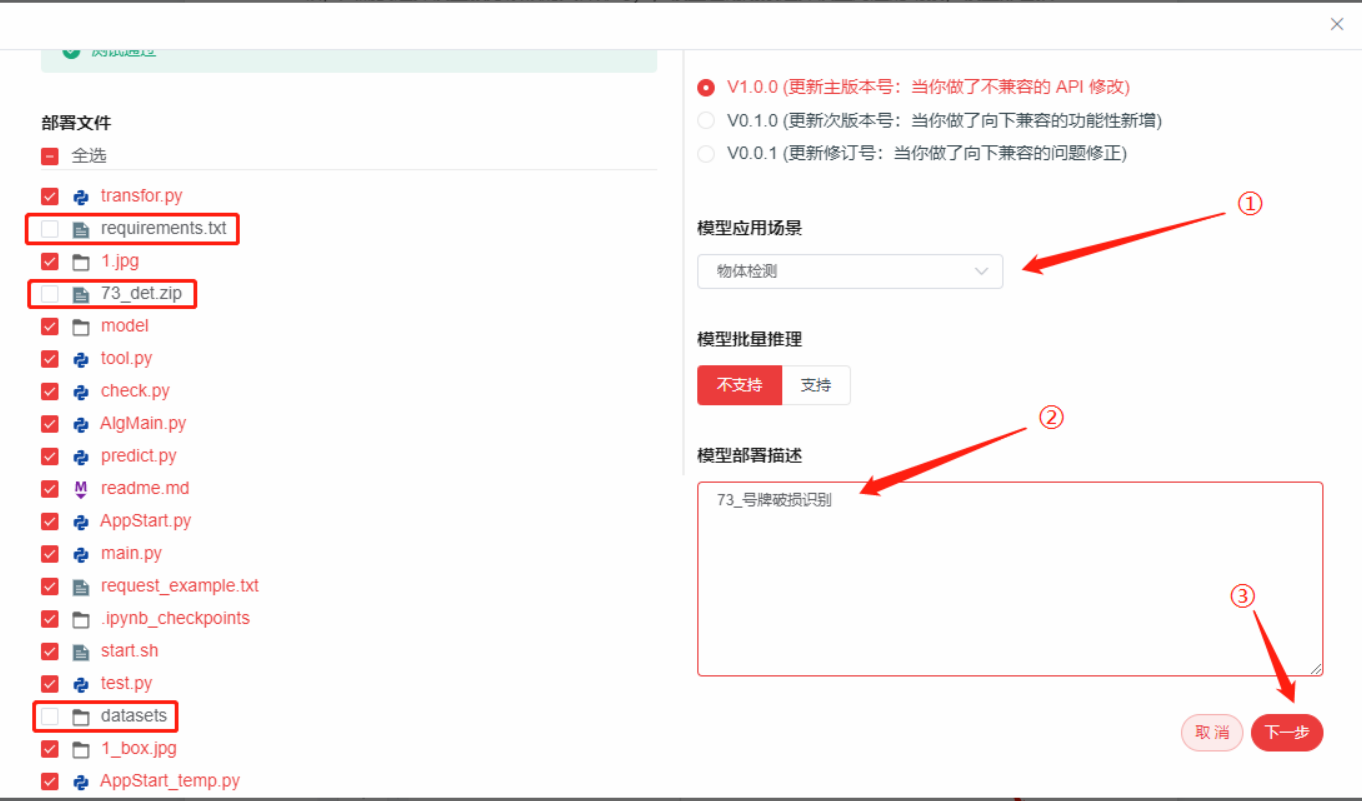 测试通过
部署文件
全选
transfor.py
requirements.txt
1.jpg
73_det.zip
model
tool.py
check.py
AlgMain.py
predict.py
readme.md
AppStart.py
main.py
request_example.txt
.ipynb_checkpoints
start.sh
test.py
datasets
1_box.jpg
AppStart_temp.py
V1.0.0 (更新主版本号：当你做了不兼容的 API 修改)
V0.1.0 (更新次版本号：当你做了向下兼容的功能性新增)
V0.0.1 (更新修订号：当你做了向下兼容的问题修正)
①
模型应用场景
物体检测
模型批量推理
不支持 支持
②
模型部署描述
73_号牌破损识别
③
取消 下一步